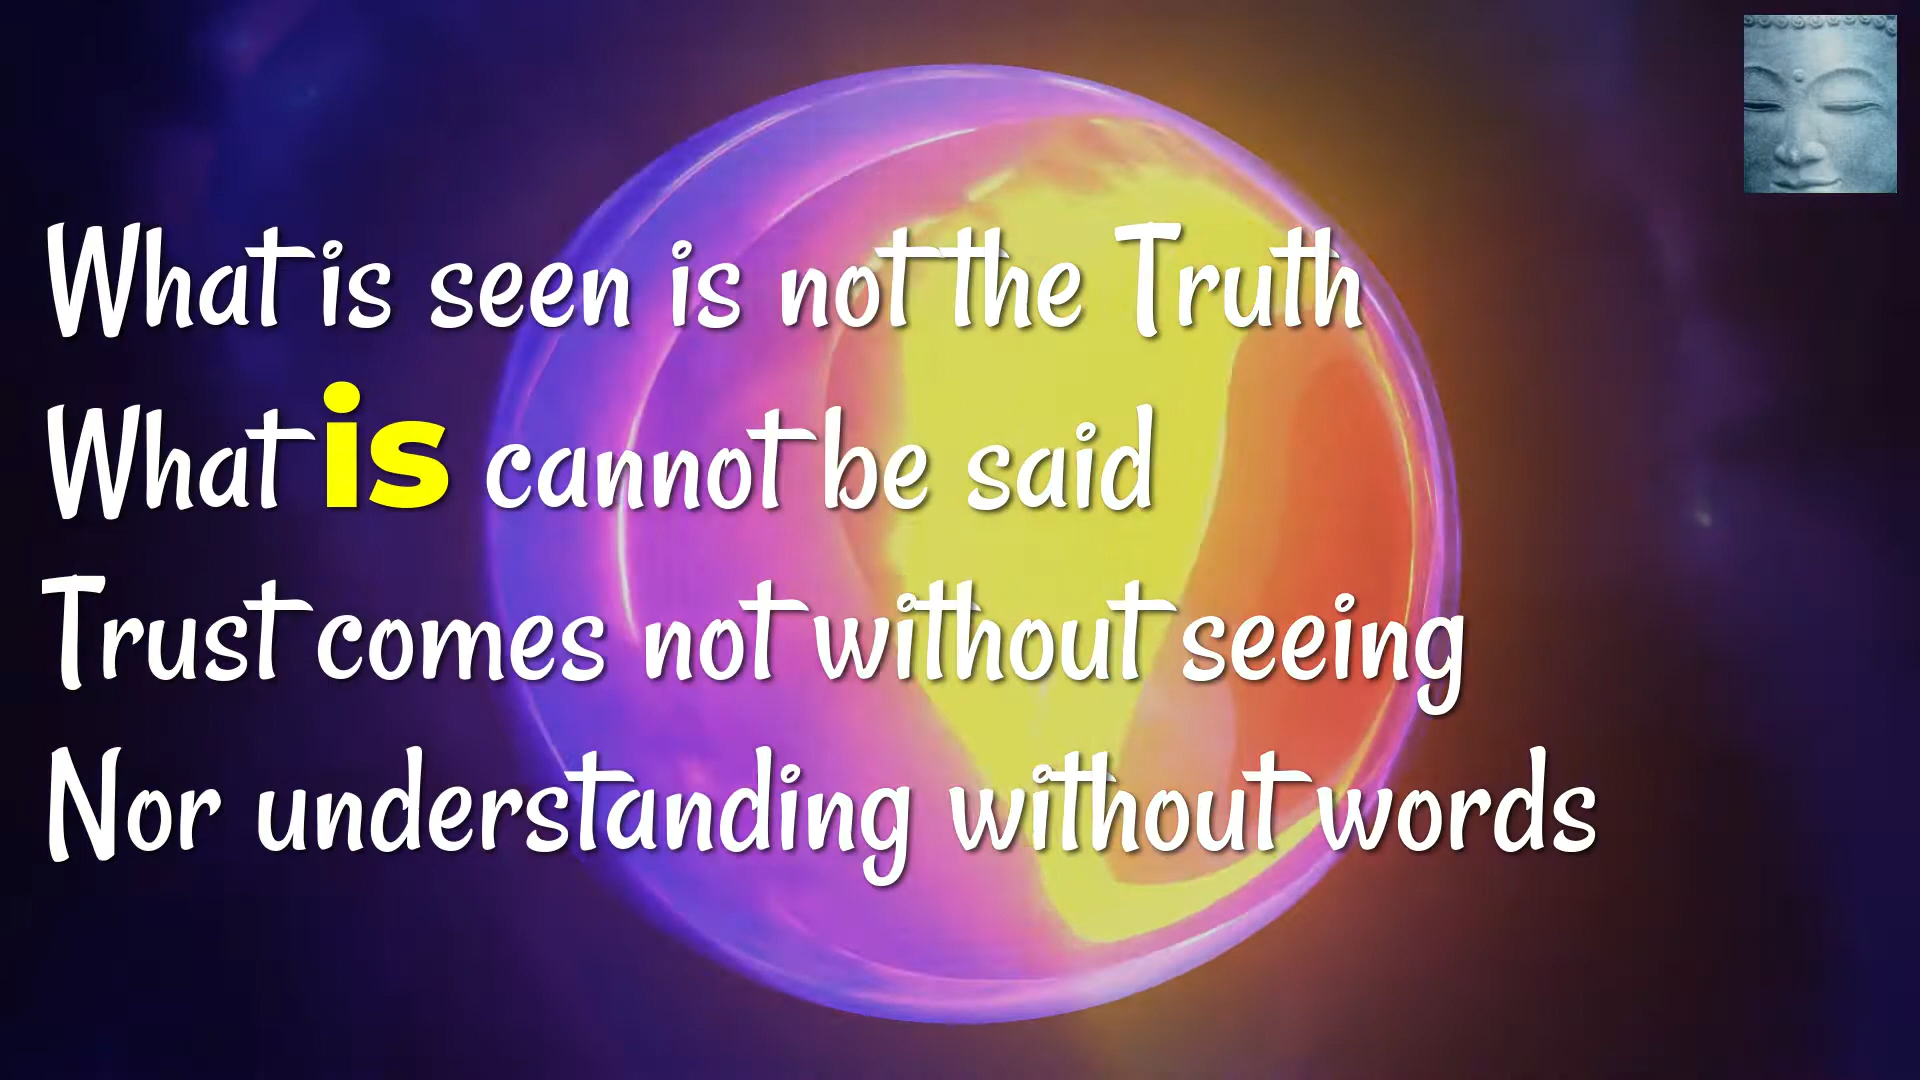 What is seen is not the Truth
What is cannot be said
Trust comes not without seeing
Nor understanding without words